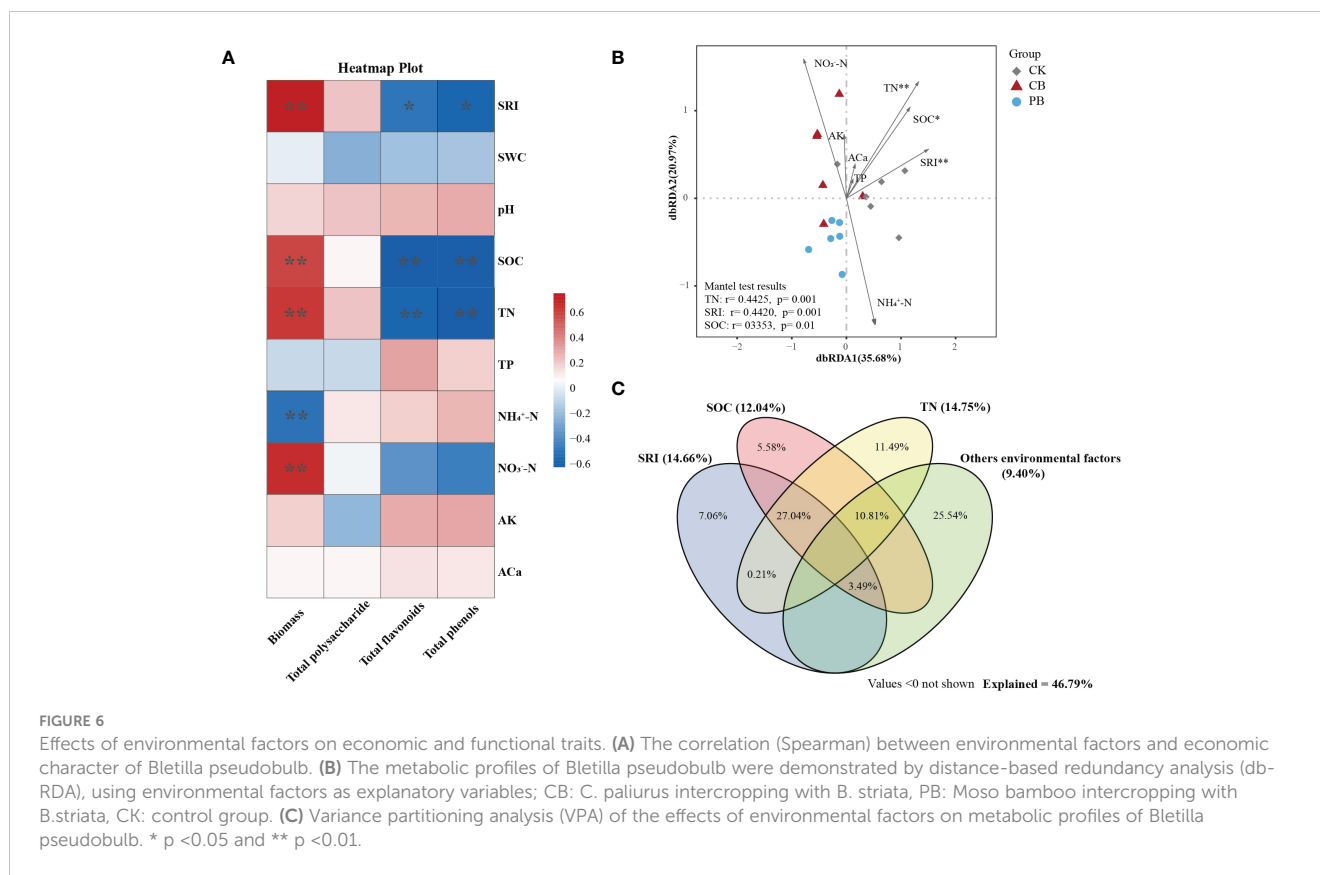 A
Heatmap Plot
SRI
SWC
pH
SOC
TN
TP
NH₄⁺-N
NO₃⁻-N
AK
ACa
** * *
** ** **
** ** **
**
**
Biomass
Total polysaccharide
Total flavonoids
Total phenols
0.6
0.4
0.2
0
−0.2
−0.4
−0.6
B
Group
CK
CB
PB
NO₃⁻-N
TN**
SOC*
AK
ACa
SRI**
TP
NH₄⁺-N
Mantel test results
TN: r= 0.4425, p= 0.001
SRI: r= 0.4420, p= 0.001
SOC: r= 03353, p= 0.01
1
0
−1
dbRDA2(20.97%)
−2 −1 0 1 2
dbRDA1(35.68%)
C
SOC (12.04%)
TN (14.75%)
SRI (14.66%)
Others environmental factors
(9.40%)
5.58%
11.49%
7.06%
27.04%
10.81%
25.54%
0.21%
3.49%
Values <0 not shown Explained = 46.79%
FIGURE 6
Effects of environmental factors on economic and functional traits. (A) The correlation (Spearman) between environmental factors and economic
character of Bletilla pseudobulb. (B) The metabolic profiles of Bletilla pseudobulb were demonstrated by distance-based redundancy analysis (db-
RDA), using environmental factors as explanatory variables; CB: C. paliurus intercropping with B. striata, PB: Moso bamboo intercropping with
B.striata, CK: control group. (C) Variance partitioning analysis (VPA) of the effects of environmental factors on metabolic profiles of Bletilla
pseudobulb. * p <0.05 and ** p <0.01.